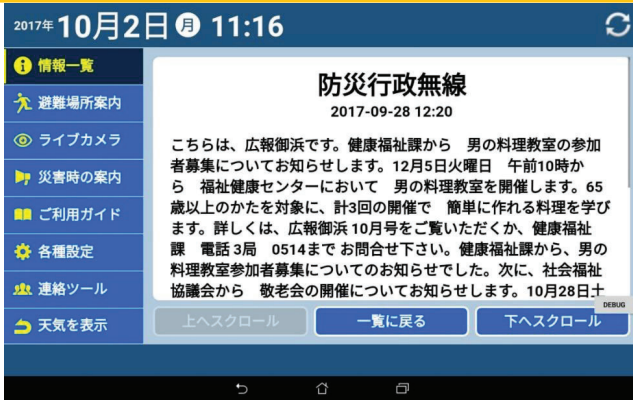 2017年 10月2日 月 11:16
情報一覧
避難場所案内
ライブカメラ
災害時の案内
ご利用ガイド
各種設定
連絡ツール
天気を表示
防災行政無線
2017-09-28 12:20
こちらは、広報御浜です。健康福祉課から　男の料理教室の参加
者募集についてお知らせします。12月5日火曜日　午前10時か
ら　福祉健康センターにおいて　男の料理教室を開催します。65
歳以上のかたを対象に、計3回の開催で　簡単に作れる料理を学び
ます。詳しくは、広報御浜 10月号をご覧いただくか、健康福祉
課　電話 3局　0514まで お問合せ下さい。健康福祉課から、男の
料理教室参加者募集についてのお知らせでした。次に、社会福祉
協議会から　敬老会の開催についてお知らせします。10月28日土
DEBUG
上へスクロール
一覧に戻る
下へスクロール